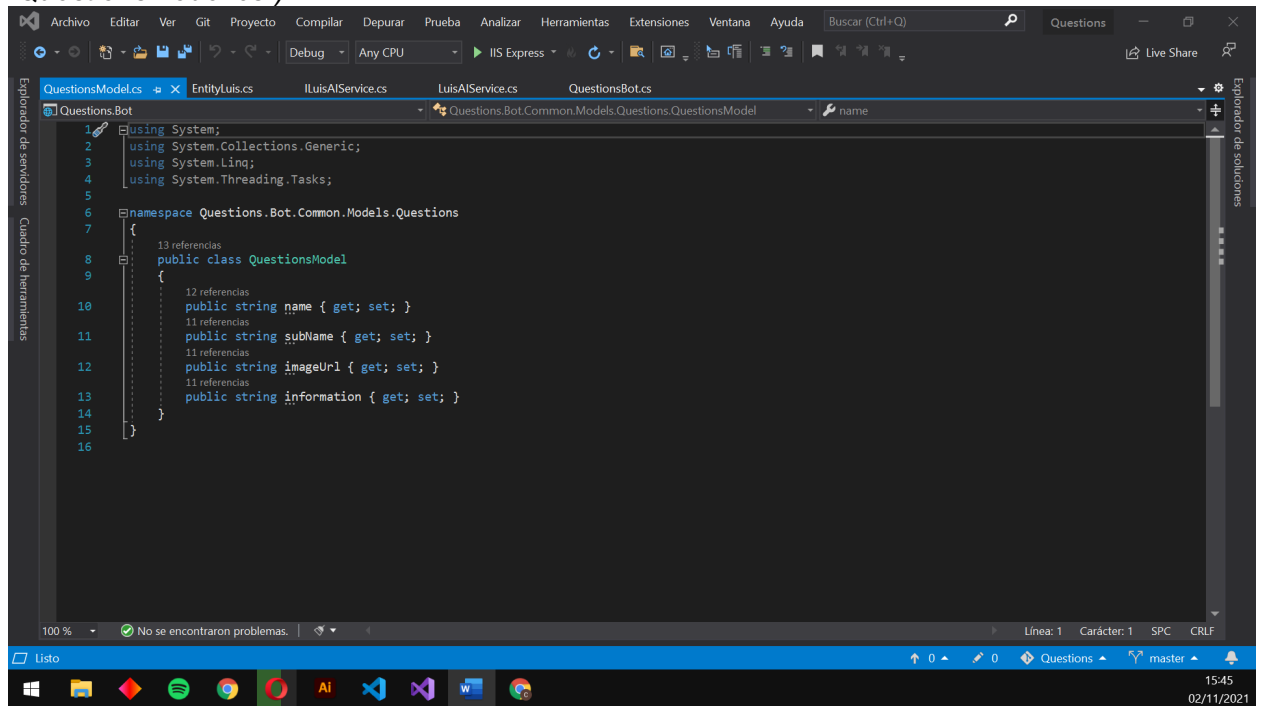 Archivo Editar Ver Git Proyecto Compilar Depurar Prueba Analizar Herramientas Extensiones Ventana Ayuda Buscar (Ctrl+Q) Questions
Debug Any CPU IIS Express Live Share
QuestionsModel.cs EntityLuis.cs ILuisAIService.cs LuisAIService.cs QuestionsBot.cs
Questions.Bot Questions.Bot.Common.Models.Questions.QuestionsModel name
Explorador de servidores
Cuadro de herramientas
Explorador de soluciones
1 using System;
2 using System.Collections.Generic;
3 using System.Linq;
4 using System.Threading.Tasks;
5
6 namespace Questions.Bot.Common.Models.Questions
7 {
13 referencias
8 public class QuestionsModel
9 {
12 referencias
10 public string name { get; set; }
11 referencias
11 public string subName { get; set; }
11 referencias
12 public string imageUrl { get; set; }
11 referencias
13 public string information { get; set; }
14 }
15 }
16
100 % No se encontraron problemas. Línea: 1 Carácter: 1 SPC CRLF
Listo 0 0 Questions master
Ai
15:45
02/11/2021